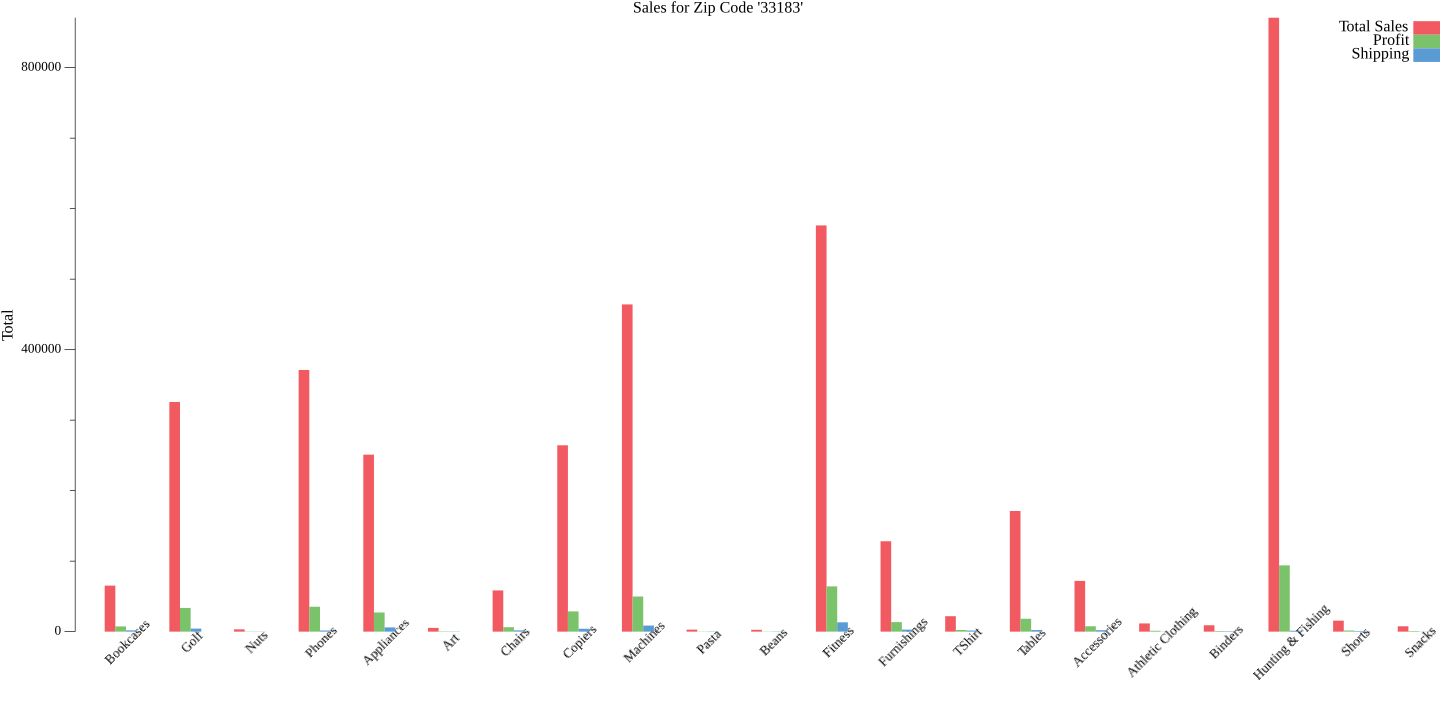 Sales for Zip Code '33183'
Total Sales
Profit
Shipping
800000
400000
0
Total
Bookcases
Golf
Nuts
Phones
Appliances
Art
Chairs
Copiers
Machines
Pasta
Beans
Fitness
Furnishings
TShirt
Tables
Accessories
Athletic Clothing
Binders
Hunting & Fishing
Shorts
Snacks